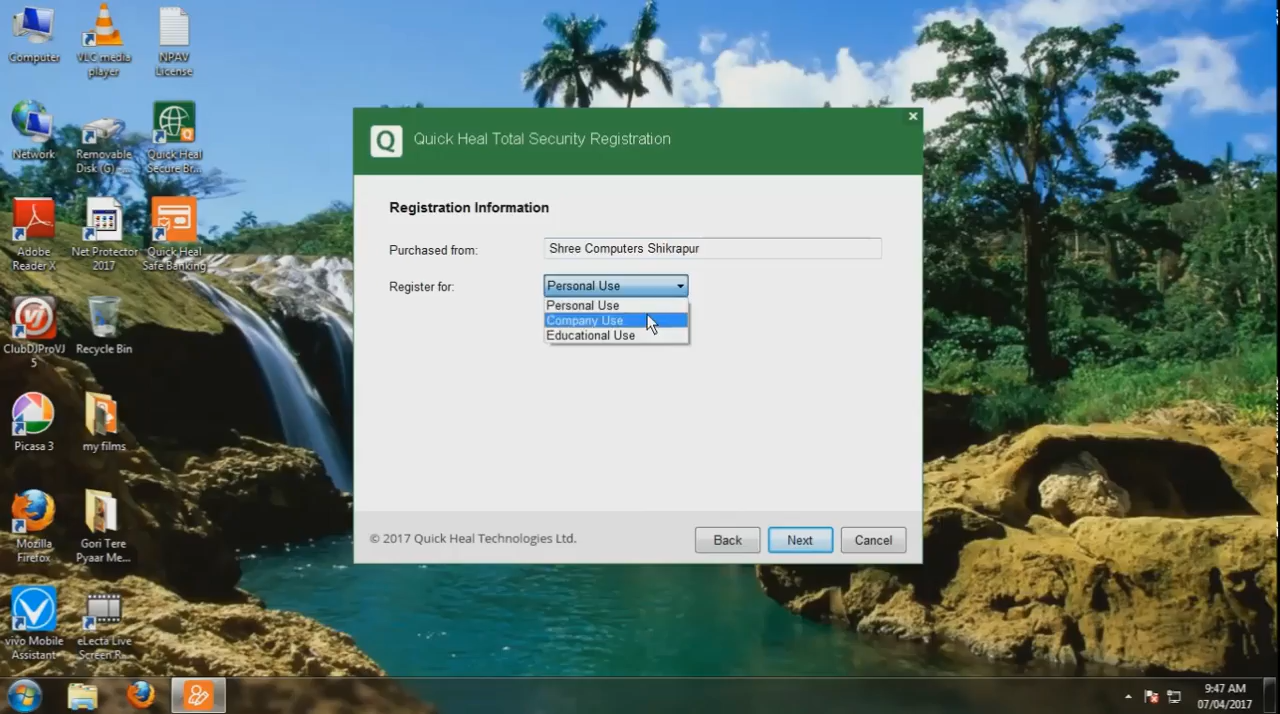 Computer
VLC media
player
NPAV
License
Network
Removable
Disk (G) -...
Quick Heal
Secure Br...
Adobe
Reader X
Net Protector
2017
Quick Heal
Safe Banking
ClubDJProVJ
5
Recycle Bin
Picasa 3
my films
Mozilla
Firefox
Gori Tere
Pyaar Me...
vivo Mobile
Assistant
eLecta Live
Screen R...
Q
Quick Heal Total Security Registration
Registration Information
Purchased from:
Shree Computers Shikrapur
Register for:
Personal Use
Personal Use
Company Use
Educational Use
© 2017 Quick Heal Technologies Ltd.
Back
Next
Cancel
9:47 AM
07/04/2017